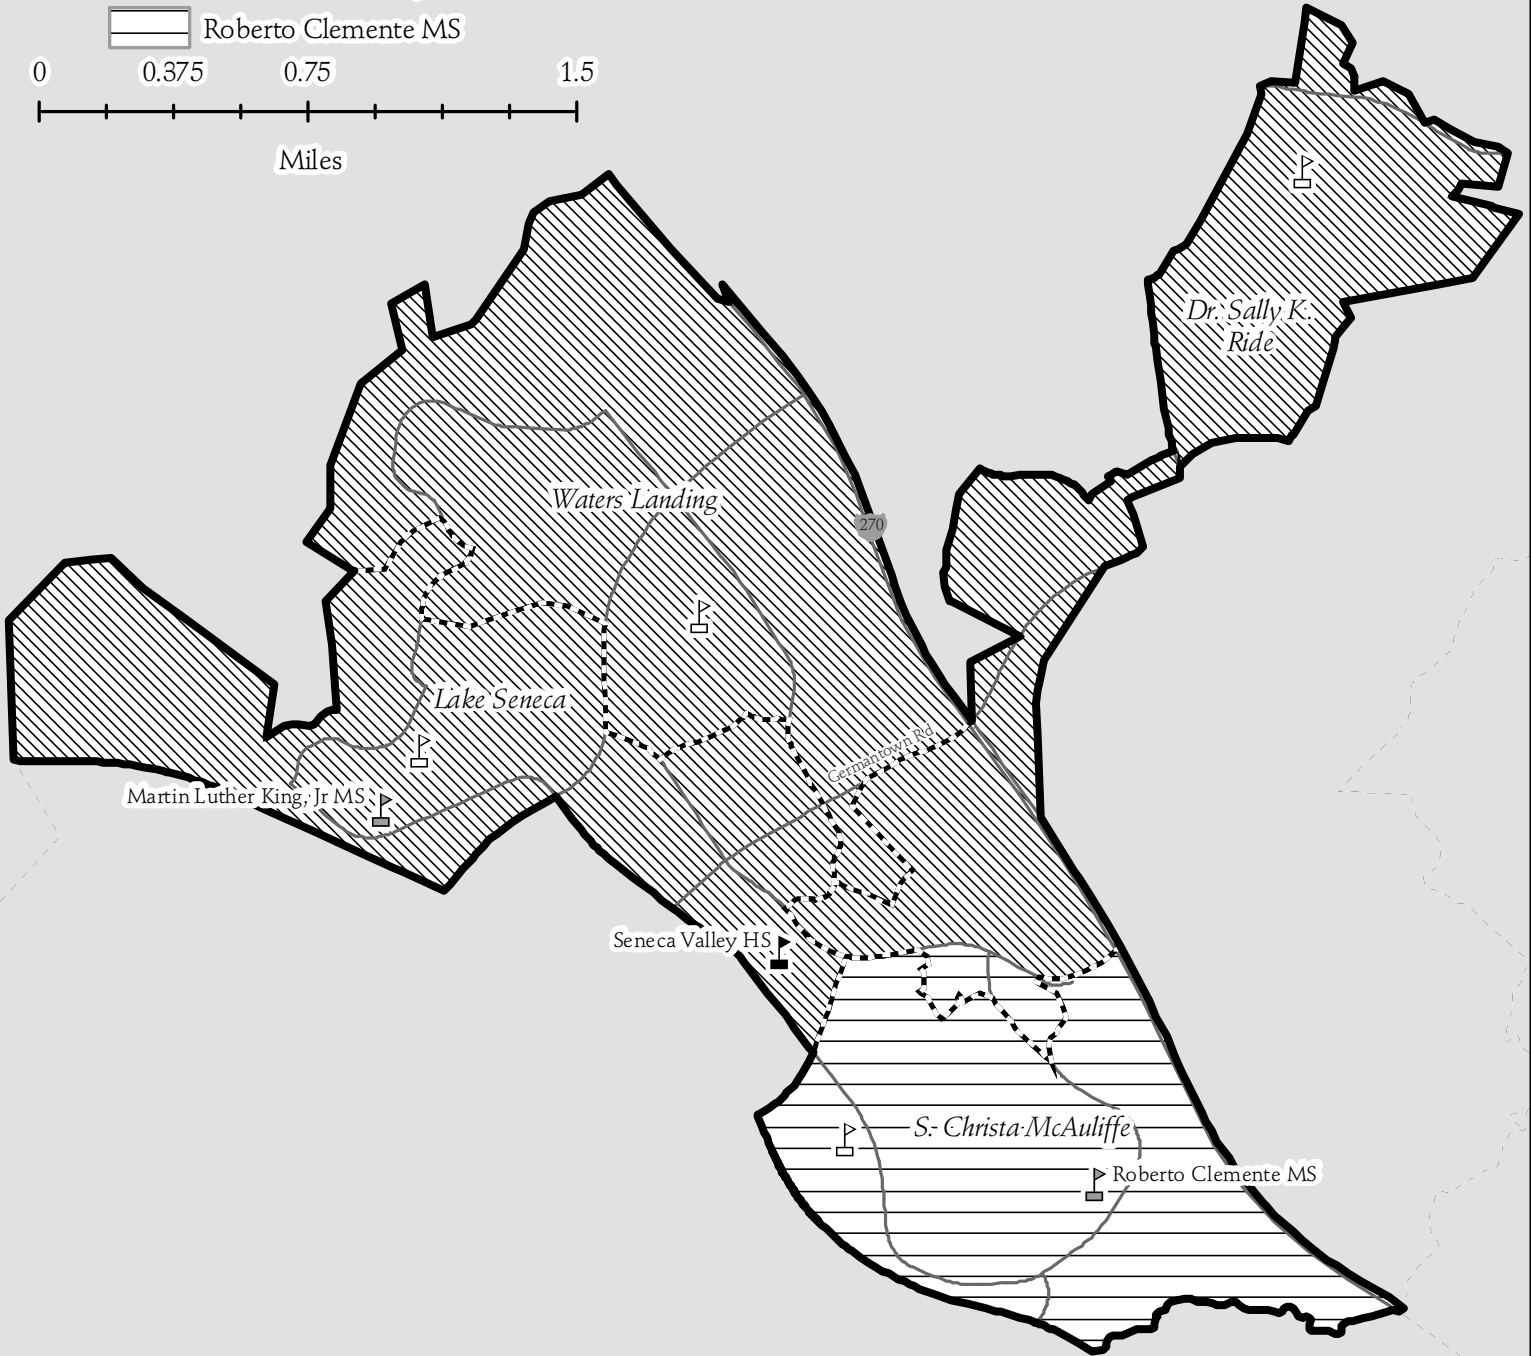 Roberto Clemente MS
0 0.375 0.75 1.5
Miles
Dr. Sally K.
Ride
Waters Landing
270
Lake Seneca
Germantown Rd
Martin Luther King, Jr MS
Seneca Valley HS
S. Christa McAuliffe
Roberto Clemente MS